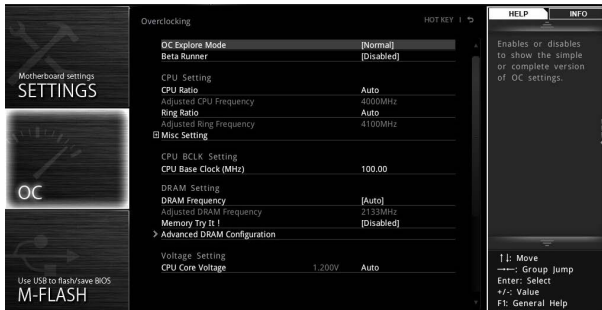 Motherboard settings
SETTINGS
OC
Use USB to flash/save BIOS
M-FLASH
Overclocking
HOT KEY | ↶
OC Explore Mode [Normal]
Beta Runner [Disabled]
CPU Setting
CPU Ratio Auto
Adjusted CPU Frequency 4000MHz
Ring Ratio Auto
Adjusted Ring Frequency 4100MHz
Misc Setting
CPU BCLK Setting
CPU Base Clock (MHz) 100.00
DRAM Setting
DRAM Frequency [Auto]
Adjusted DRAM Frequency 2133MHz
Memory Try It ! [Disabled]
Advanced DRAM Configuration
Voltage Setting
CPU Core Voltage 1.200V Auto
HELP INFO
Enables or disables
to show the simple
or complete version
of OC settings.
↑↓: Move
→←: Group Jump
Enter: Select
+/-: Value
F1: General Help